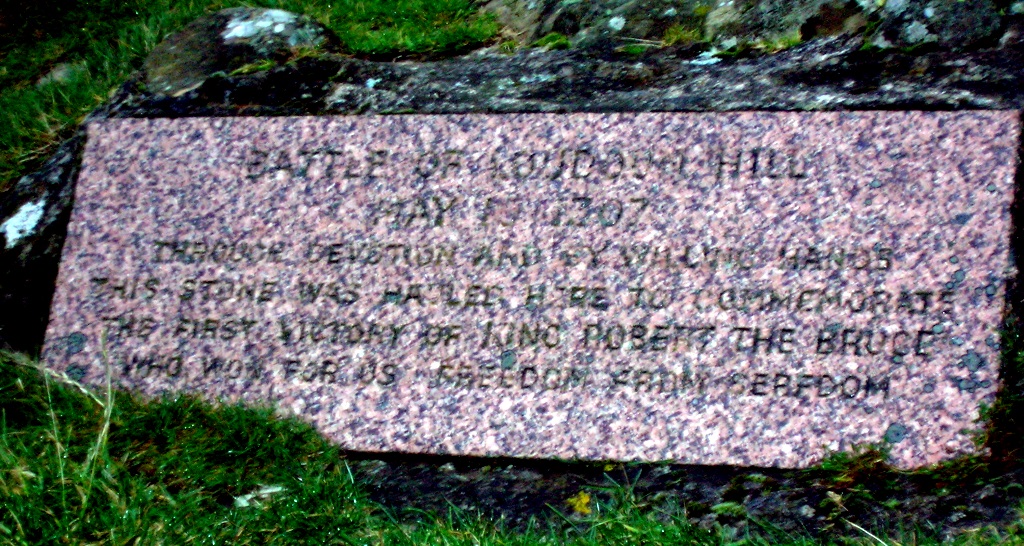 BATTLE OF LOUDOUN HILL
MAY 1307
THROUGH DEVOTION AND BY WILLING HANDS
THIS STONE WAS HAULED HERE TO COMMEMORATE
THE FIRST VICTORY OF KING ROBERT THE BRUCE
WHO WON FOR US FREEDOM FROM SERFDOM